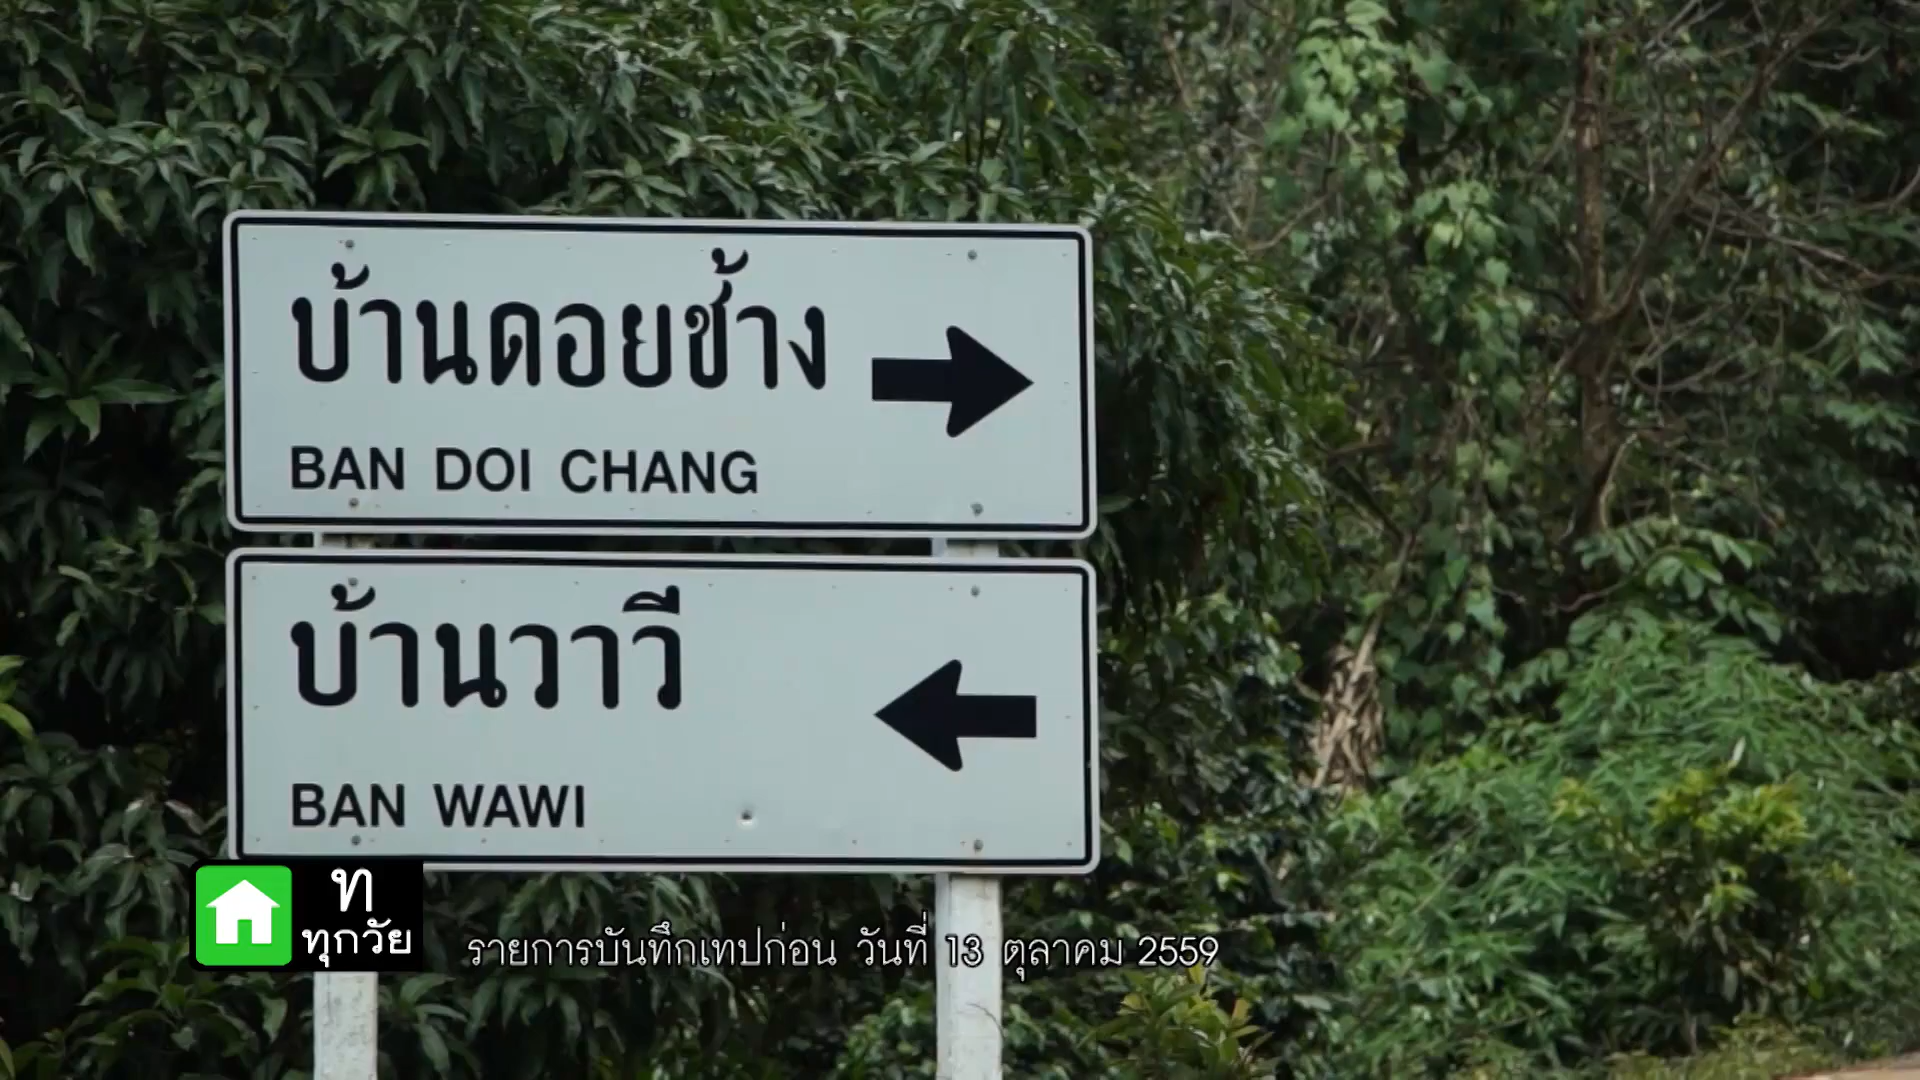 บ้านดอยช้าง
BAN DOI CHANG
บ้านวาวี
BAN WAWI
ท
ทุกวัย
รายการบันทึกเทปก่อน วันที่ 13 ตุลาคม 2559